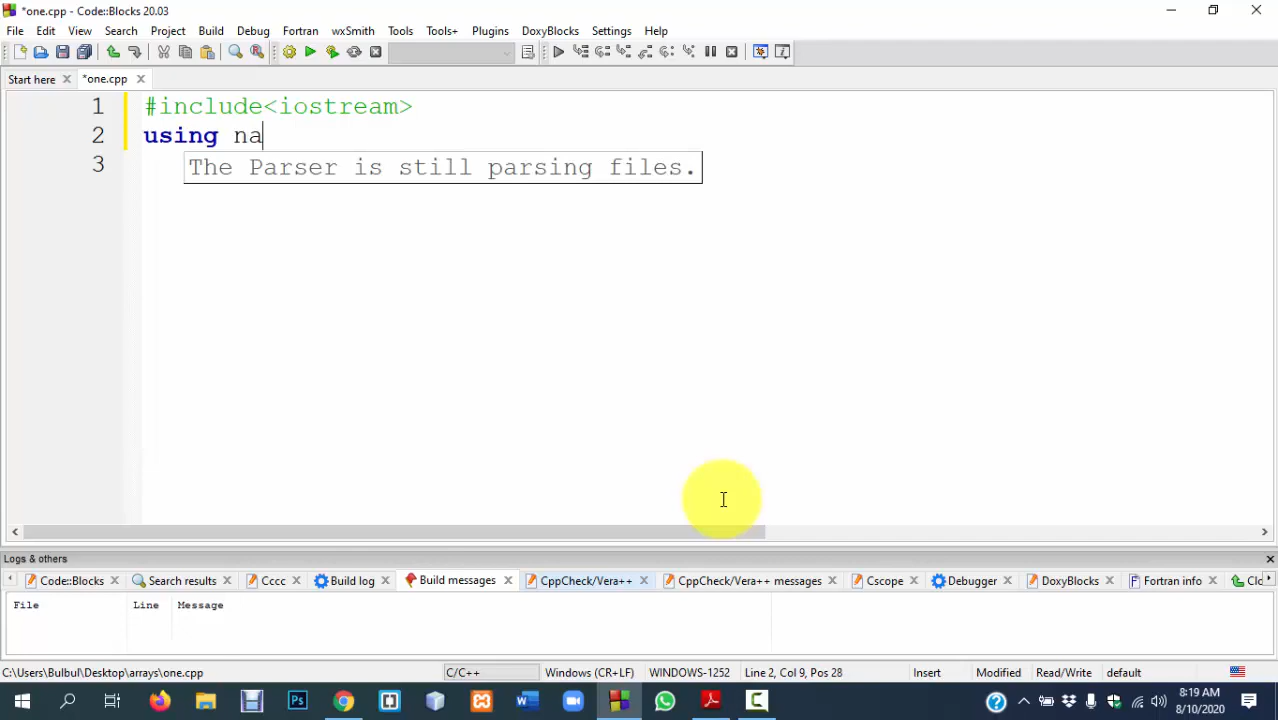 *one.cpp - Code::Blocks 20.03
File Edit View Search Project Build Debug Fortran wxSmith Tools Tools+ Plugins DoxyBlocks Settings Help
Start here *one.cpp
1 #include<iostream>
2 using na
3
The Parser is still parsing files.
Logs & others
Code::Blocks Search results Cccc Build log Build messages CppCheck/Vera++ CppCheck/Vera++ messages Cscope Debugger DoxyBlocks Fortran info Clo
File Line Message
C:\Users\Bulbul\Desktop\arrays\one.cpp C/C++ Windows (CR+LF) WINDOWS-1252 Line 2, Col 9, Pos 28 Insert Modified Read/Write default
8:19 AM
8/10/2020